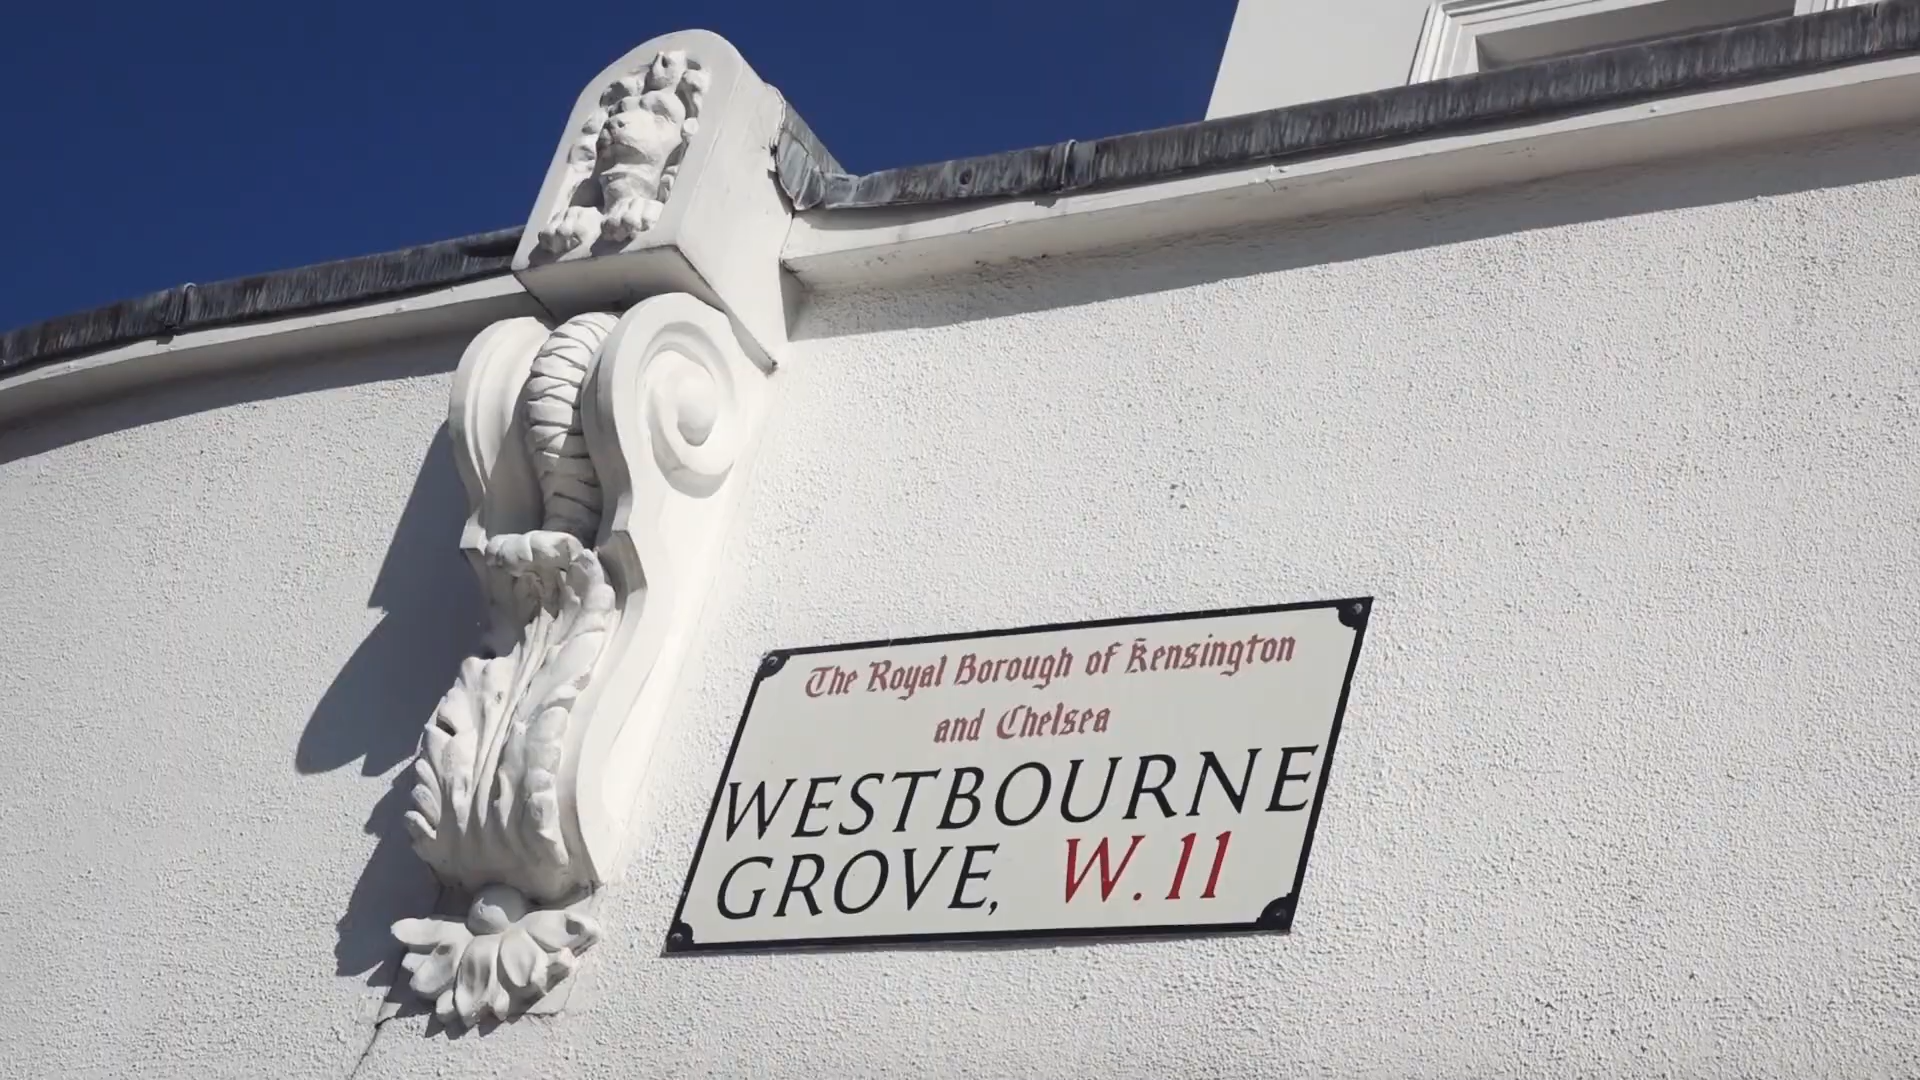 The Royal Borough of Kensington
and Chelsea
WESTBOURNE
GROVE, W.11